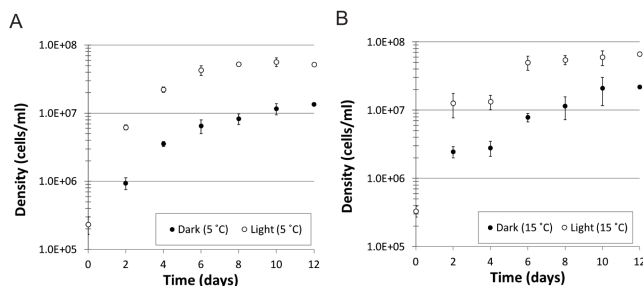 A
1.0E+08
1.0E+07
1.0E+06
1.0E+05
Density (cells/ml)
Dark (5 ˚C) Light (5 ˚C)
0 2 4 6 8 10 12
Time (days)
B
1.0E+08
1.0E+07
1.0E+06
1.0E+05
Density (cells/ml)
Dark (15 ˚C) Light (15 ˚C)
0 2 4 6 8 10 12
Time (days)